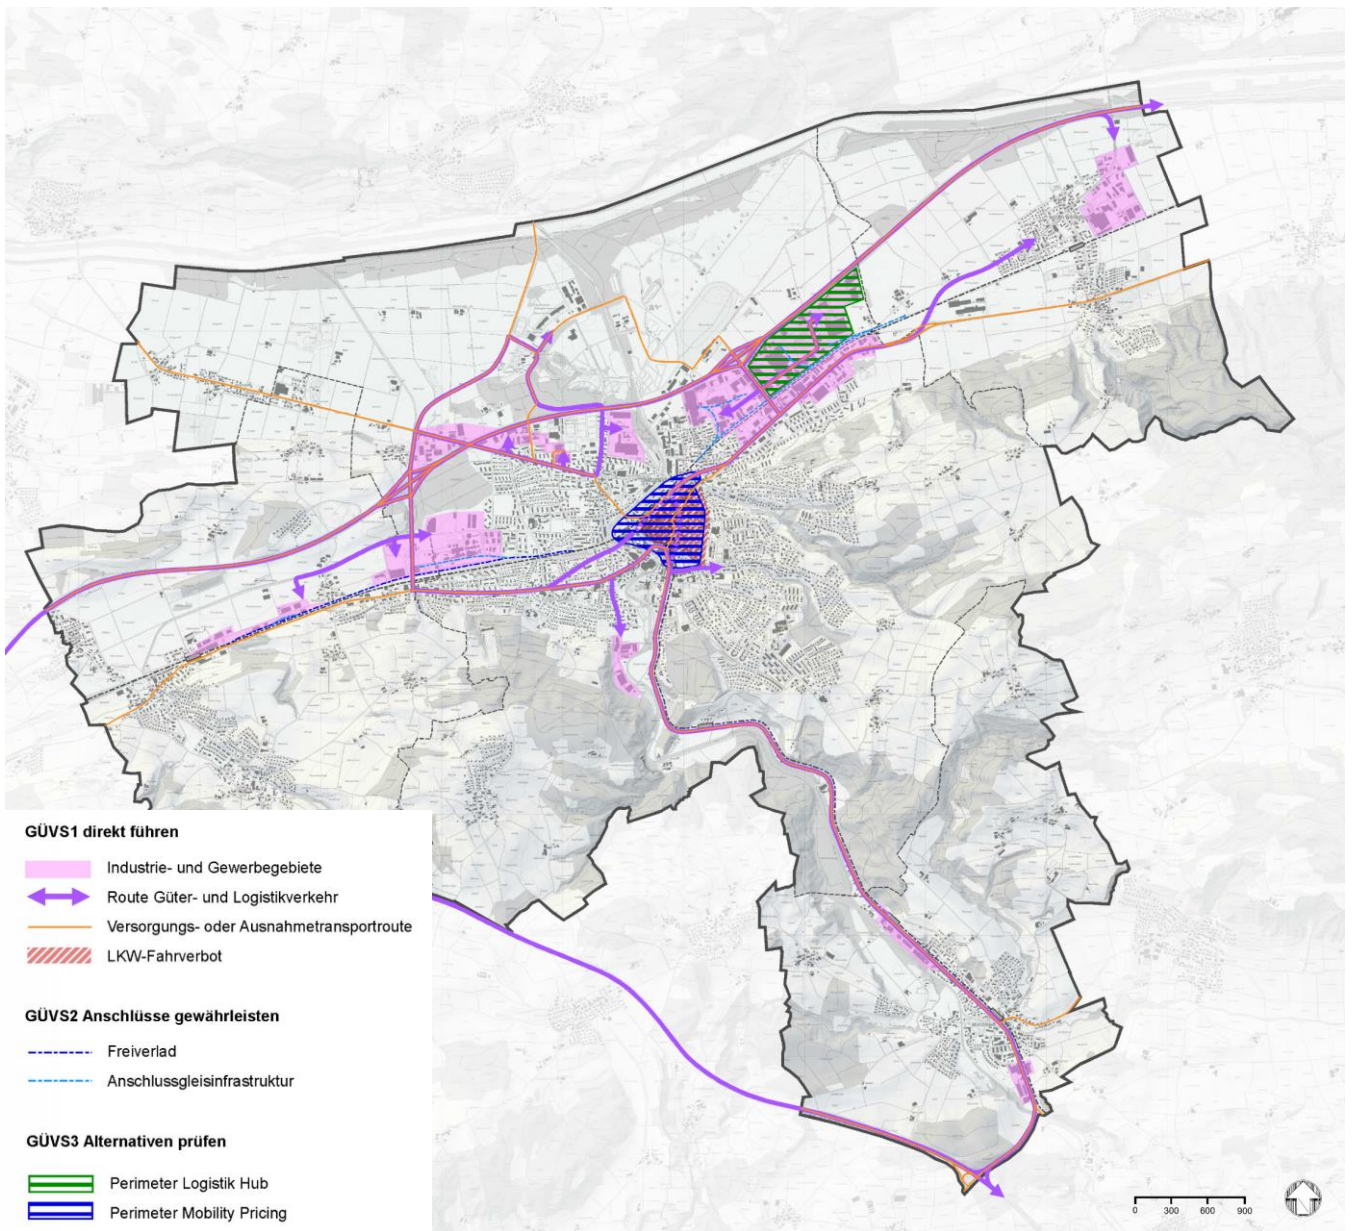 GÜVS1 direkt führen
Industrie- und Gewerbegebiete
Route Güter- und Logistikverkehr
Versorgungs- oder Ausnahmetransportroute
LKW-Fahrverbot
GÜVS2 Anschlüsse gewährleisten
Freiverlad
Anschlussgleisinfrastruktur
GÜVS3 Alternativen prüfen
Perimeter Logistik Hub
Perimeter Mobility Pricing
0 300 600 900